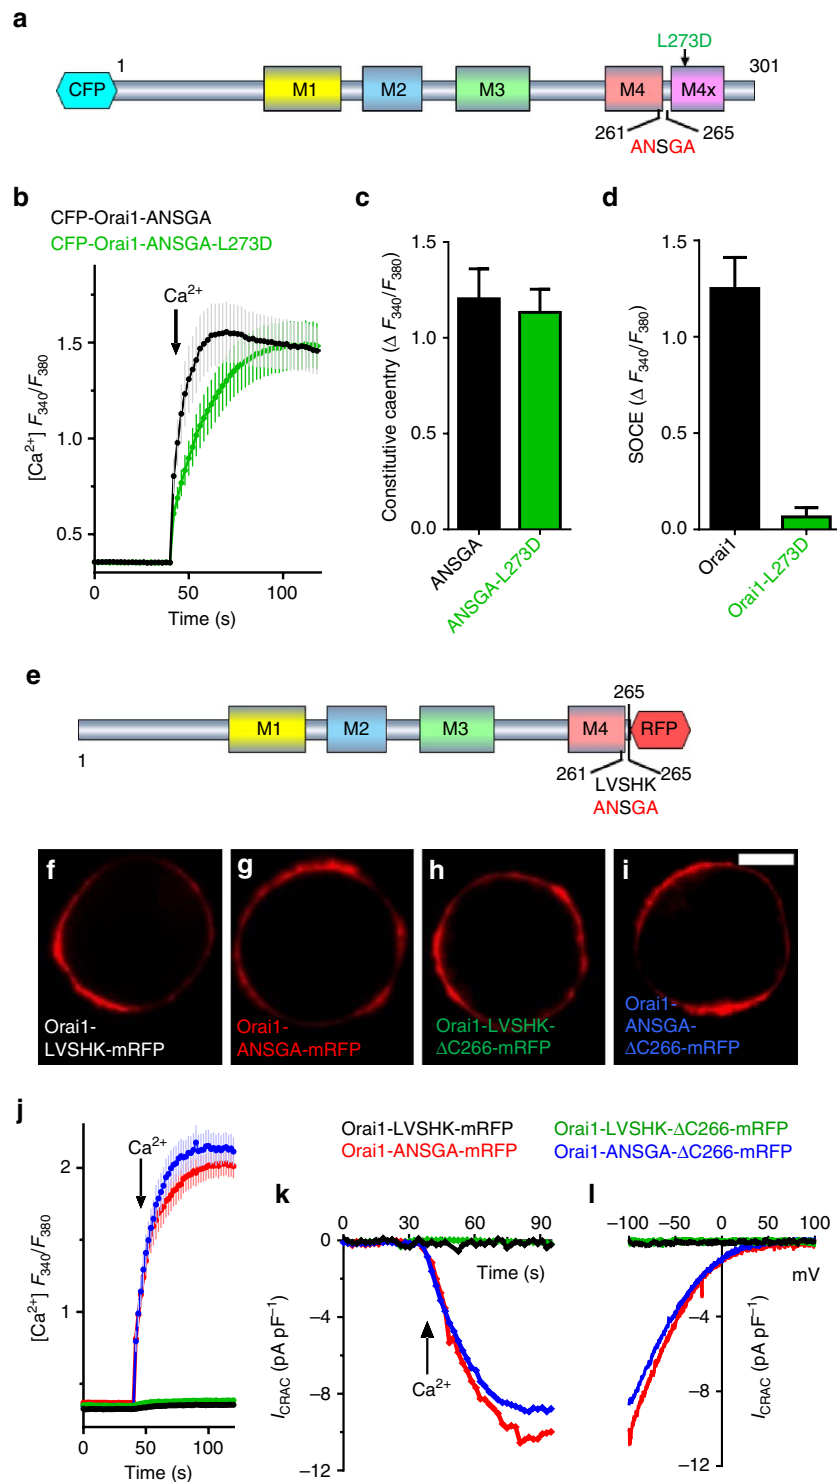 a
L273D
1
301
CFP
M1
M2
M3
M4
M4x
261
265
ANSGA
b
CFP-Orai1-ANSGA
CFP-Orai1-ANSGA-L273D
Ca²⁺
[Ca²⁺] F₃₄₀/F₃₈₀
1.5
1.0
0.5
0
50
100
Time (s)
c
Constitutive caentry (Δ F₃₄₀/F₃₈₀)
1.5
1.0
0.5
0.0
ANSGA
ANSGA-L273D
d
SOCE (Δ F₃₄₀/F₃₈₀)
1.5
1.0
0.5
0.0
Orai1
Orai1-L273D
e
265
M1
M2
M3
M4
RFP
1
261
265
LVSHK
ANSGA
f
Orai1-
LVSHK-mRFP
g
Orai1-
ANSGA-mRFP
h
Orai1-LVSHK-
ΔC266-mRFP
i
Orai1-
ANSGA-
ΔC266-mRFP
j
Ca²⁺
[Ca²⁺] F₃₄₀/F₃₈₀
2
1
0
50
100
Time (s)
Orai1-LVSHK-mRFP
Orai1-LVSHK-ΔC266-mRFP
Orai1-ANSGA-mRFP
Orai1-ANSGA-ΔC266-mRFP
k
0
30
60
90
Time (s)
0
−4
−8
−12
I_CRAC (pA pF⁻¹)
Ca²⁺
l
−100
−50
0
50
100
mV
−4
−8
−12
I_CRAC (pA pF⁻¹)